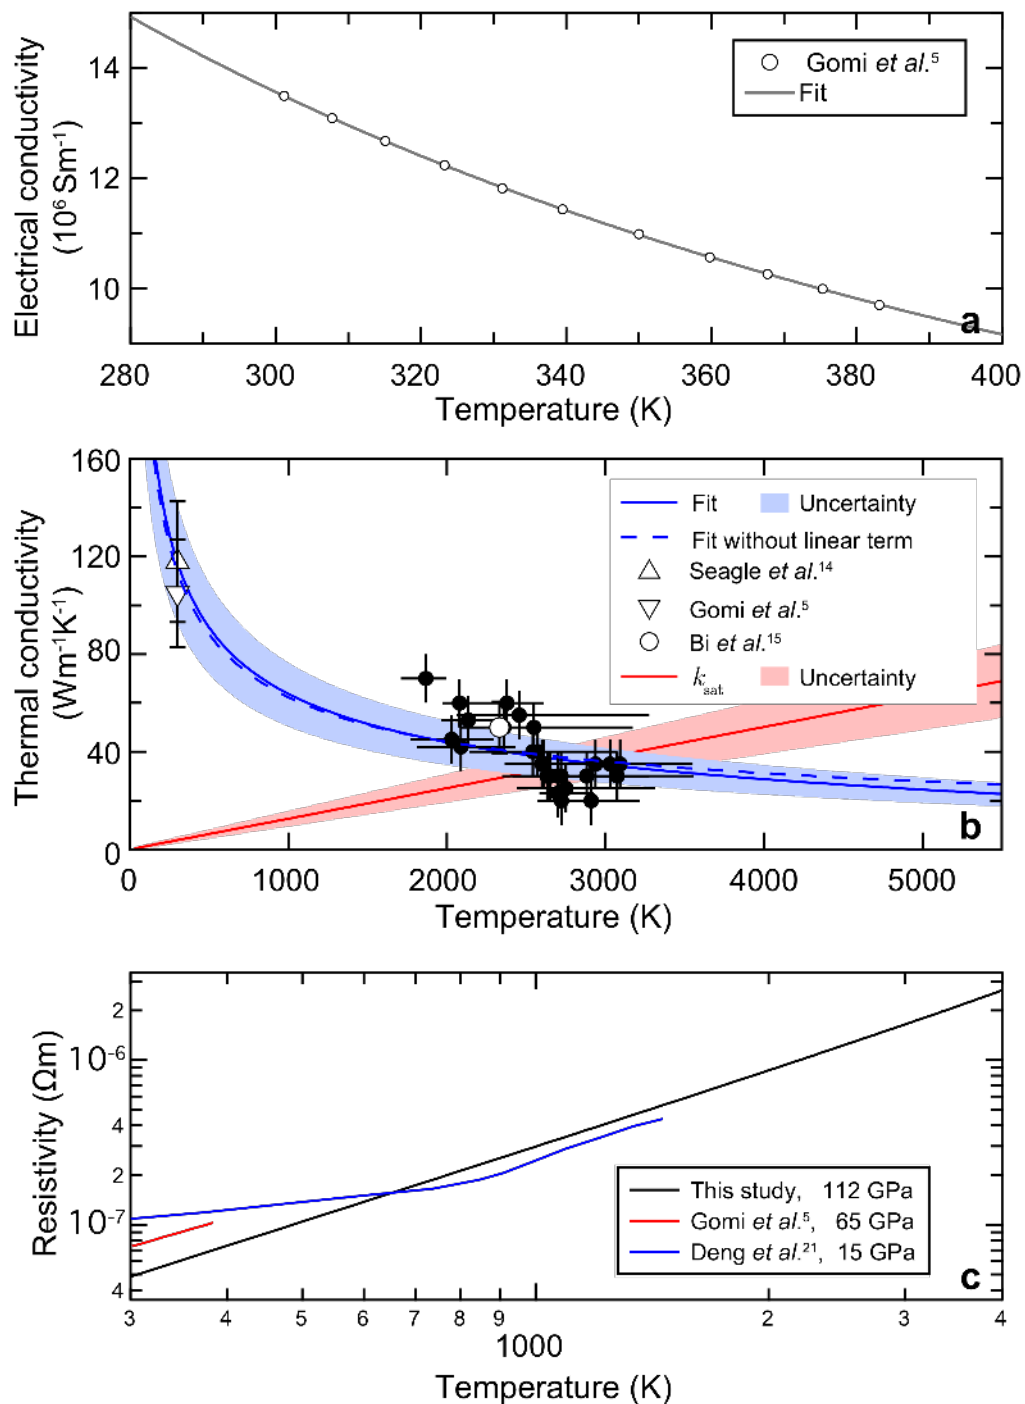 14
12
10
Electrical conductivity
(10⁶ Sm⁻¹)
Gomi et al.⁵
Fit
a
280 300 320 340 360 380 400
Temperature (K)
160
120
80
40
0
Thermal conductivity
(Wm⁻¹K⁻¹)
Fit Uncertainty
Fit without linear term
Seagle et al.¹⁴
Gomi et al.⁵
Bi et al.¹⁵
k_sat Uncertainty
b
0 1000 2000 3000 4000 5000
Temperature (K)
2
10⁻⁶
4
2
10⁻⁷
4
Resistivity (Ωm)
This study, 112 GPa
Gomi et al.⁵, 65 GPa
Deng et al.²¹, 15 GPa
c
3 4 5 6 7 8 9 1000 2 3 4
Temperature (K)